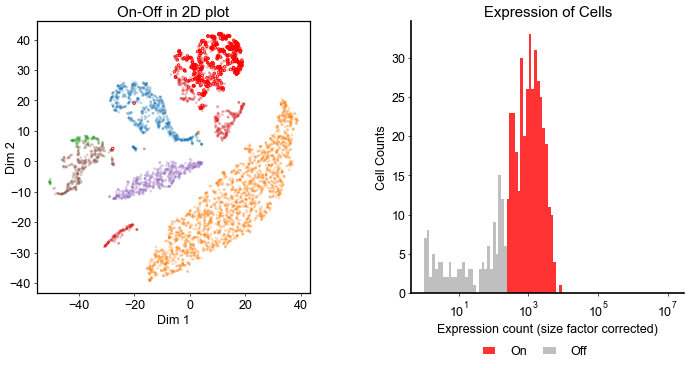 On-Off in 2D plot
Dim 2
40
30
20
10
0
−10
−20
−30
−40
−40 −20 0 20 40
Dim 1
Expression of Cells
Cell Counts
30
25
20
15
10
5
0
10^1 10^3 10^5 10^7
Expression count (size factor corrected)
On Off